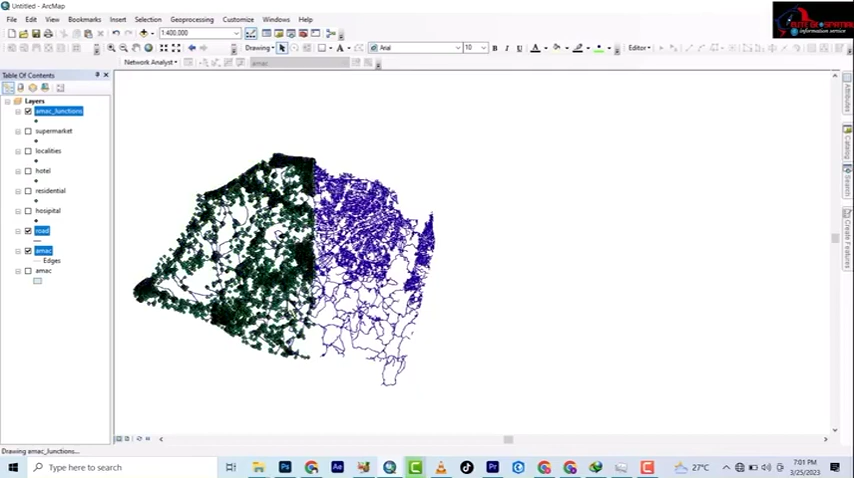 Untitled - ArcMap
File Edit View Bookmarks Insert Selection Geoprocessing Customize Windows Help
1:400,000
Drawing Arial 10 B I U A Editor
Network Analyst amac
Table Of Contents
Layers
amac_functions
supermarket
localities
hotel
residential
hosipital
road
amac
Edges
amac
Attributes
Catalog
Search
Create Features
information service
Drawing amac_functions...
Type here to search
27°C
7:01 PM
3/25/2023